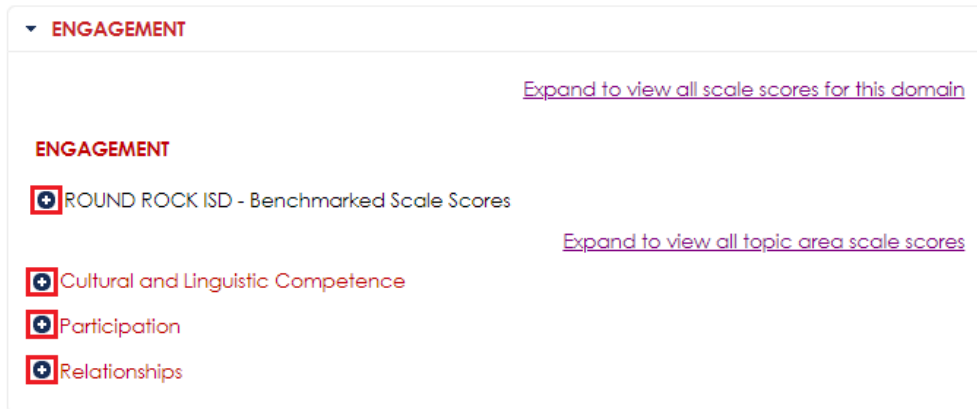 ENGAGEMENT
Expand to view all scale scores for this domain
ENGAGEMENT
ROUND ROCK ISD - Benchmarked Scale Scores
Expand to view all topic area scale scores
Cultural and Linguistic Competence
Participation
Relationships